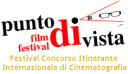 punto di vista
film
festival
Festival Concorso Itinerante
Internazionale di Cinematografia